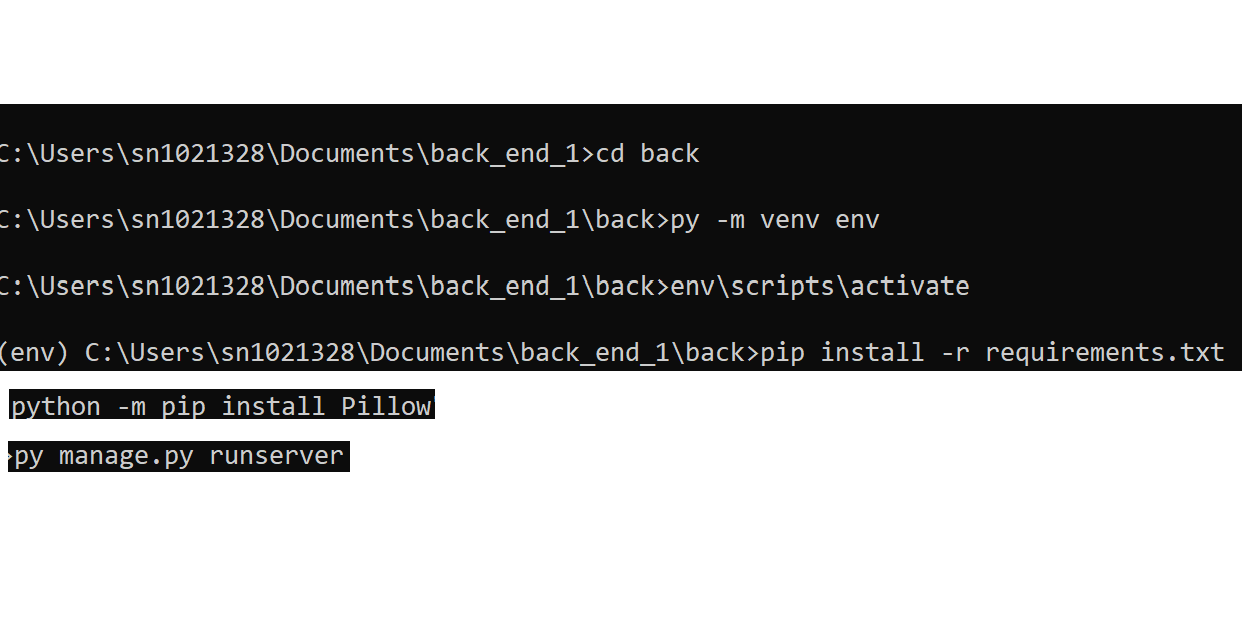 C:\Users\sn1021328\Documents\back_end_1>cd back
C:\Users\sn1021328\Documents\back_end_1\back>py -m venv env
C:\Users\sn1021328\Documents\back_end_1\back>env\scripts\activate
(env) C:\Users\sn1021328\Documents\back_end_1\back>pip install -r requirements.txt
python -m pip install Pillow
>py manage.py runserver